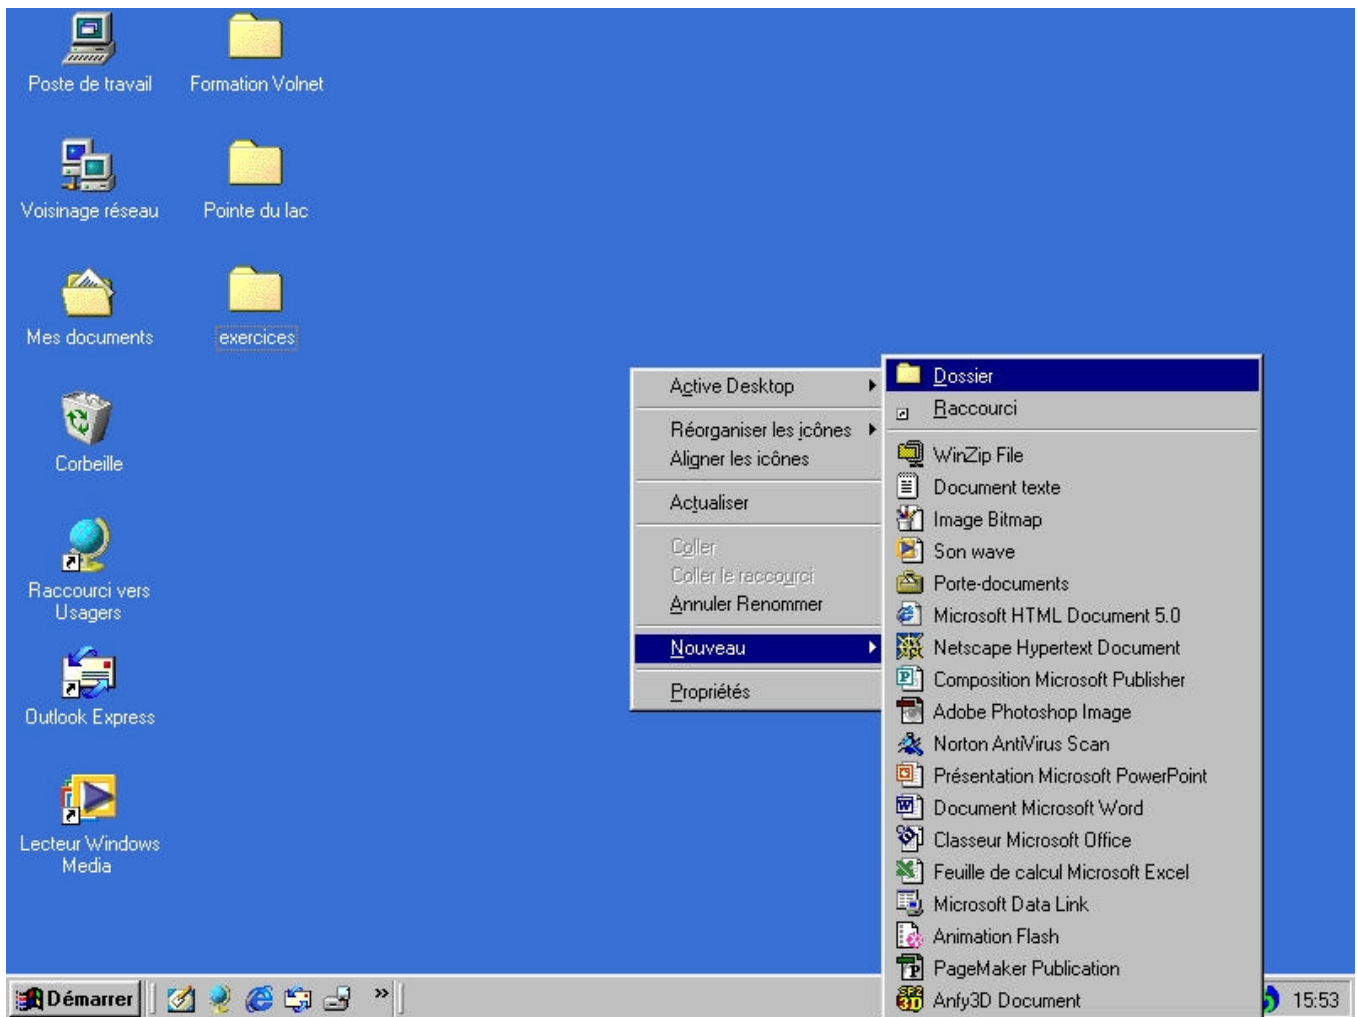 Poste de travail
Formation Volnet
Voisinage réseau
Pointe du lac
Mes documents
exercices
Corbeille
Raccourci vers
Usagers
Outlook Express
Lecteur Windows
Media
Active Desktop
Réorganiser les icônes
Aligner les icônes
Actualiser
Coller
Coller le raccourci
Annuler Renommer
Nouveau
Propriétés
Dossier
Raccourci
WinZip File
Document texte
Image Bitmap
Son wave
Porte-documents
Microsoft HTML Document 5.0
Netscape Hypertext Document
Composition Microsoft Publisher
Adobe Photoshop Image
Norton AntiVirus Scan
Présentation Microsoft PowerPoint
Document Microsoft Word
Classeur Microsoft Office
Feuille de calcul Microsoft Excel
Microsoft Data Link
Animation Flash
PageMaker Publication
Anfy3D Document
Démarrer
15:53